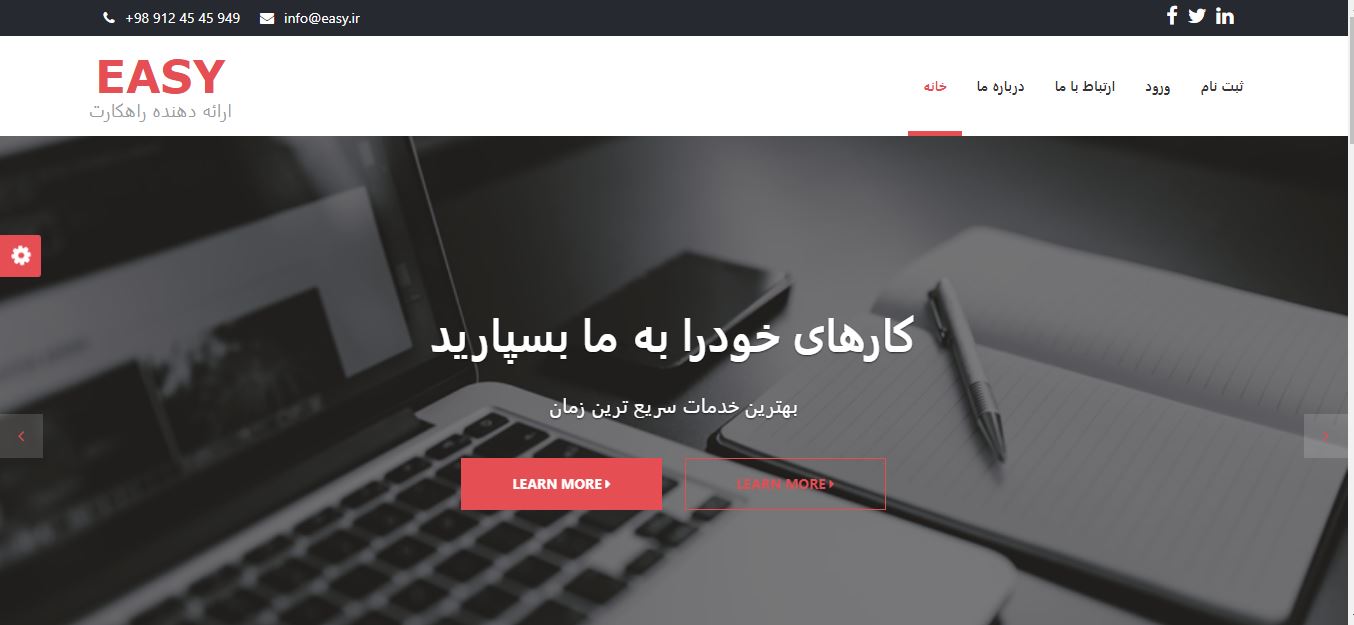 +98 912 45 45 949
info@easy.ir
EASY
ارائه دهنده راهکارت
خانه
درباره ما
ارتباط با ما
ورود
ثبت نام
کارهای خودرا به ما بسپارید
بهترین خدمات سریع ترین زمان
LEARN MORE
LEARN MORE